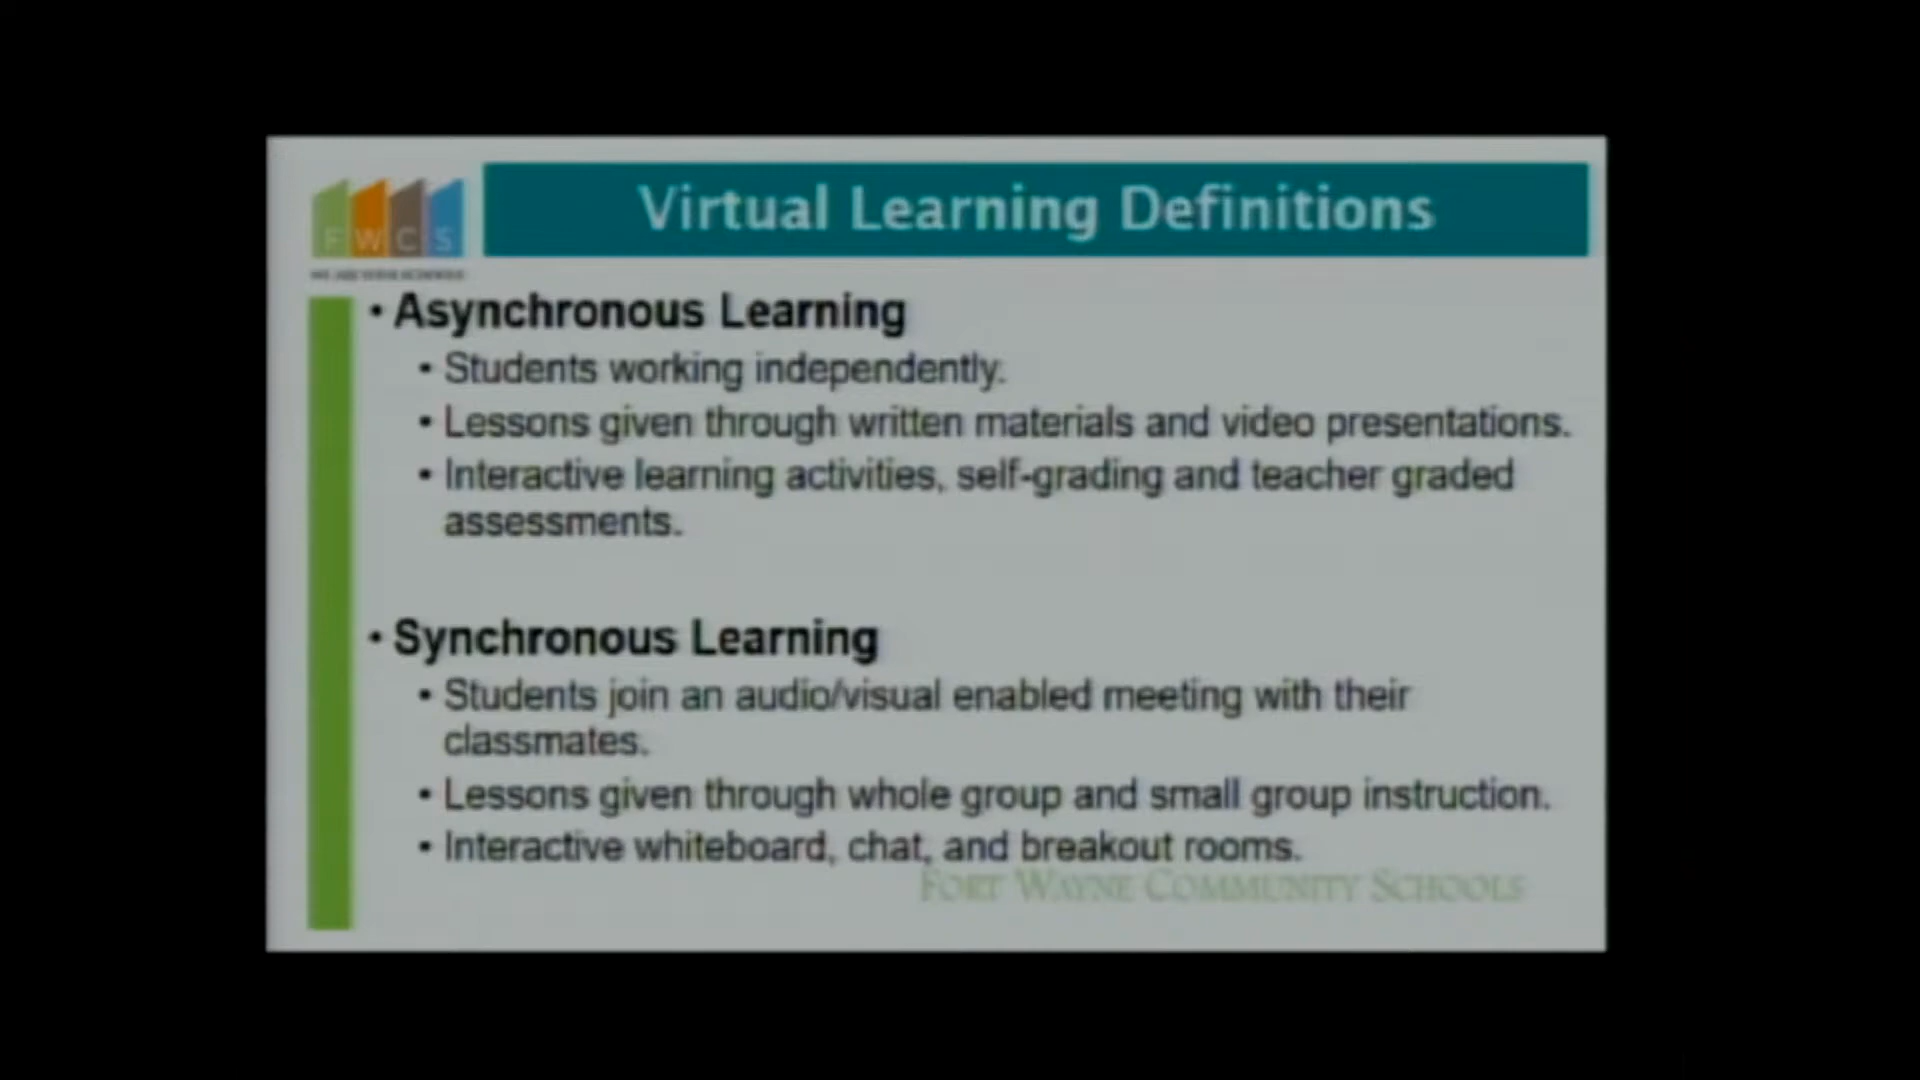 Virtual Learning Definitions
FWCS
• Asynchronous Learning
• Students working independently.
• Lessons given through written materials and video presentations.
• Interactive learning activities, self-grading and teacher graded
assessments.
• Synchronous Learning
• Students join an audio/visual enabled meeting with their
classmates.
• Lessons given through whole group and small group instruction.
• Interactive whiteboard, chat, and breakout rooms.
FORT WAYNE COMMUNITY SCHOOLS